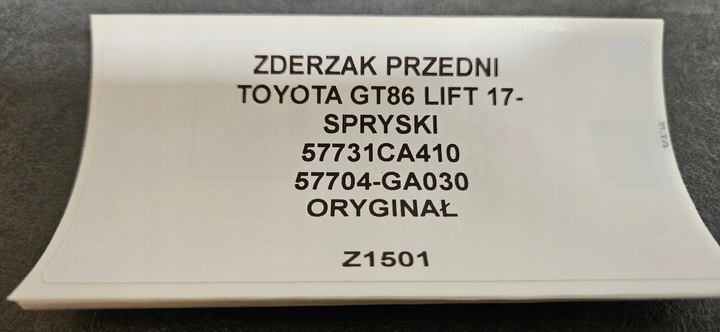 ZDERZAK PRZEDNI
TOYOTA GT86 LIFT 17-
SPRYSKI
57731CA410
57704-GA030
ORYGINAŁ
Z1501